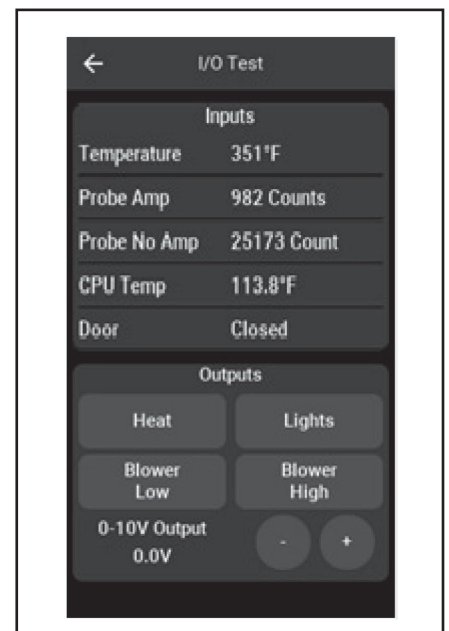 I/O Test
Inputs
Temperature 351°F
Probe Amp 982 Counts
Probe No Amp 25173 Count
CPU Temp 113.8°F
Door Closed
Outputs
Heat Lights
Blower Blower
Low High
0-10V Output - +
0.0V